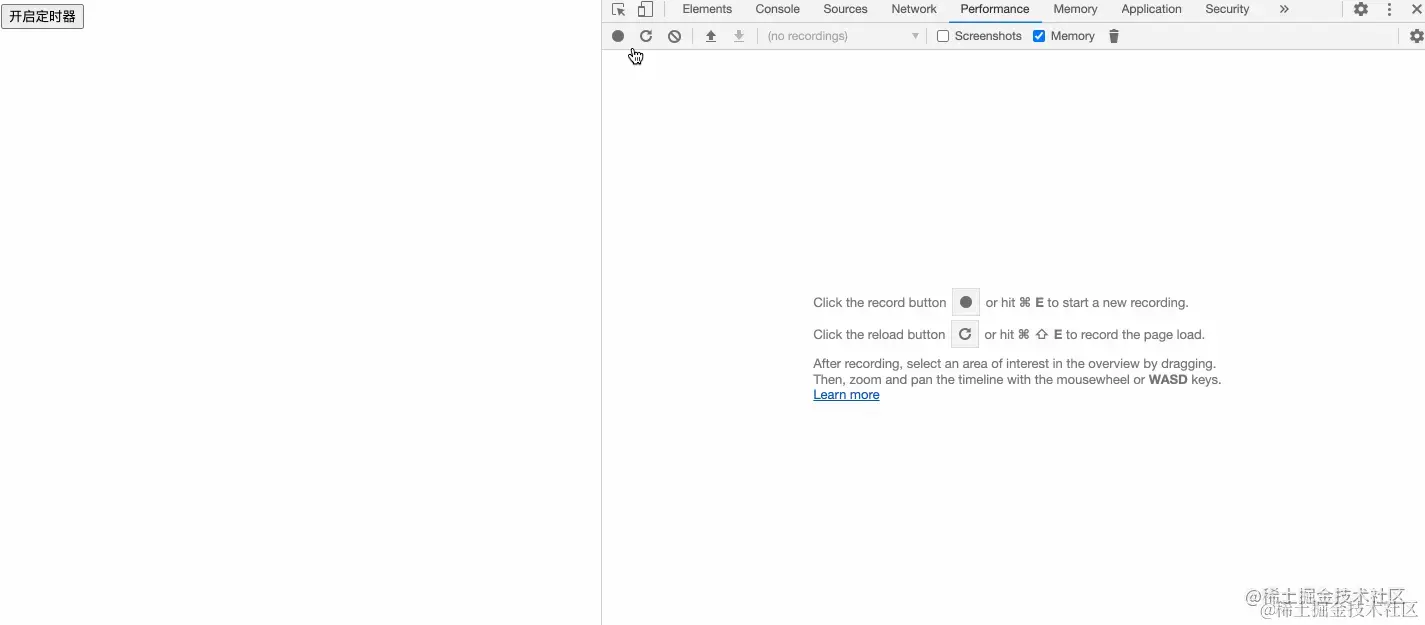 开启定时器
Elements Console Sources Network Performance Memory Application Security »
(no recordings) Screenshots Memory
Click the record button or hit ⌘ E to start a new recording.
Click the reload button or hit ⌘ ⇧ E to record the page load.
After recording, select an area of interest in the overview by dragging.
Then, zoom and pan the timeline with the mousewheel or WASD keys.
Learn more
@稀土掘金技术社区
@稀土掘金技术社区